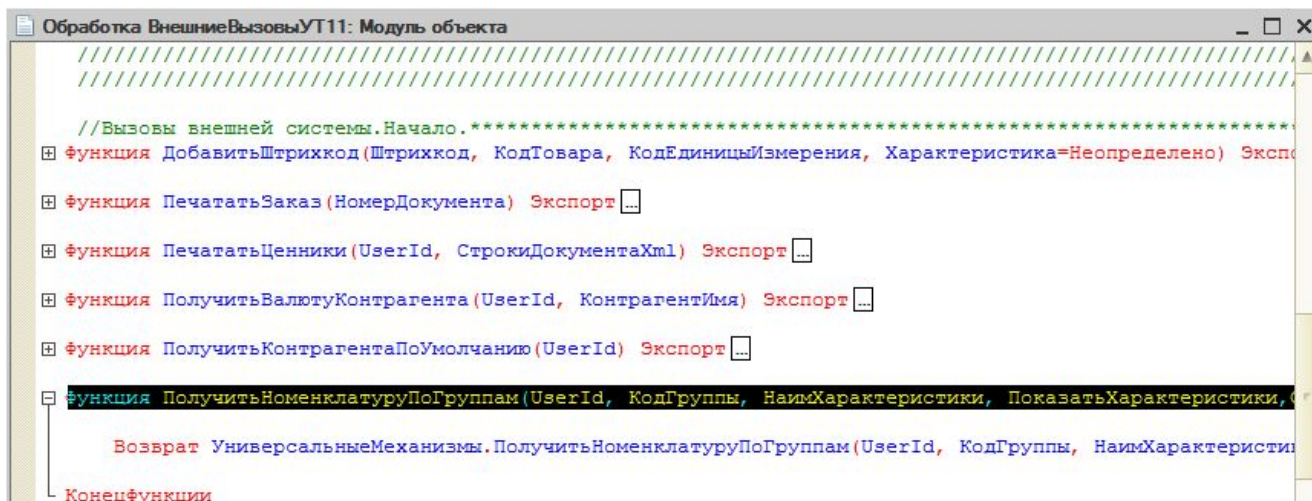 Обработка ВнешниеВызовыУТ11: Модуль объекта
////////////////////////////////////////////////////////////////////////////////////////////////////
////////////////////////////////////////////////////////////////////////////////////////////////////
//Вызовы внешней системы.Начало.********************************************************************
Функция ДобавитьШтрихкод(Штрихкод, КодТовара, КодЕдиницыИзмерения, Характеристика=Неопределено)
Функция ПечататьЗаказ(НомерДокумента) Экспорт ...
Функция ПечататьЦенники(UserId, СтрокиДокументаXml) Экспорт ...
Функция ПолучитьВалютуКонтрагента(UserId, КонтрагентИмя) Экспорт ...
Функция ПолучитьКонтрагентаПоУмолчанию(UserId) Экспорт ...
Функция ПолучитьНоменклатуруПоГруппам(UserId, КодГруппы, НаимХарактеристики, ПоказатьХарактеристики,
Возврат УниверсальныеМеханизмы.ПолучитьНоменклатуруПоГруппам(UserId, КодГруппы,
КонецФункции